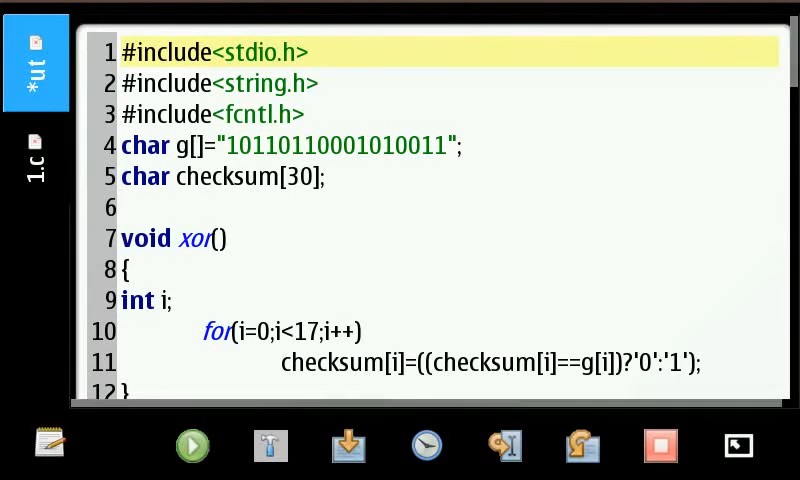 *ut
1.c
1 #include<stdio.h>
2 #include<string.h>
3 #include<fcntl.h>
4 char g[]="10110110001010011";
5 char checksum[30];
6
7 void xor()
8 {
9 int i;
10 for(i=0;i<17;i++)
11 checksum[i]=((checksum[i]==g[i])?'0':'1');
12 }